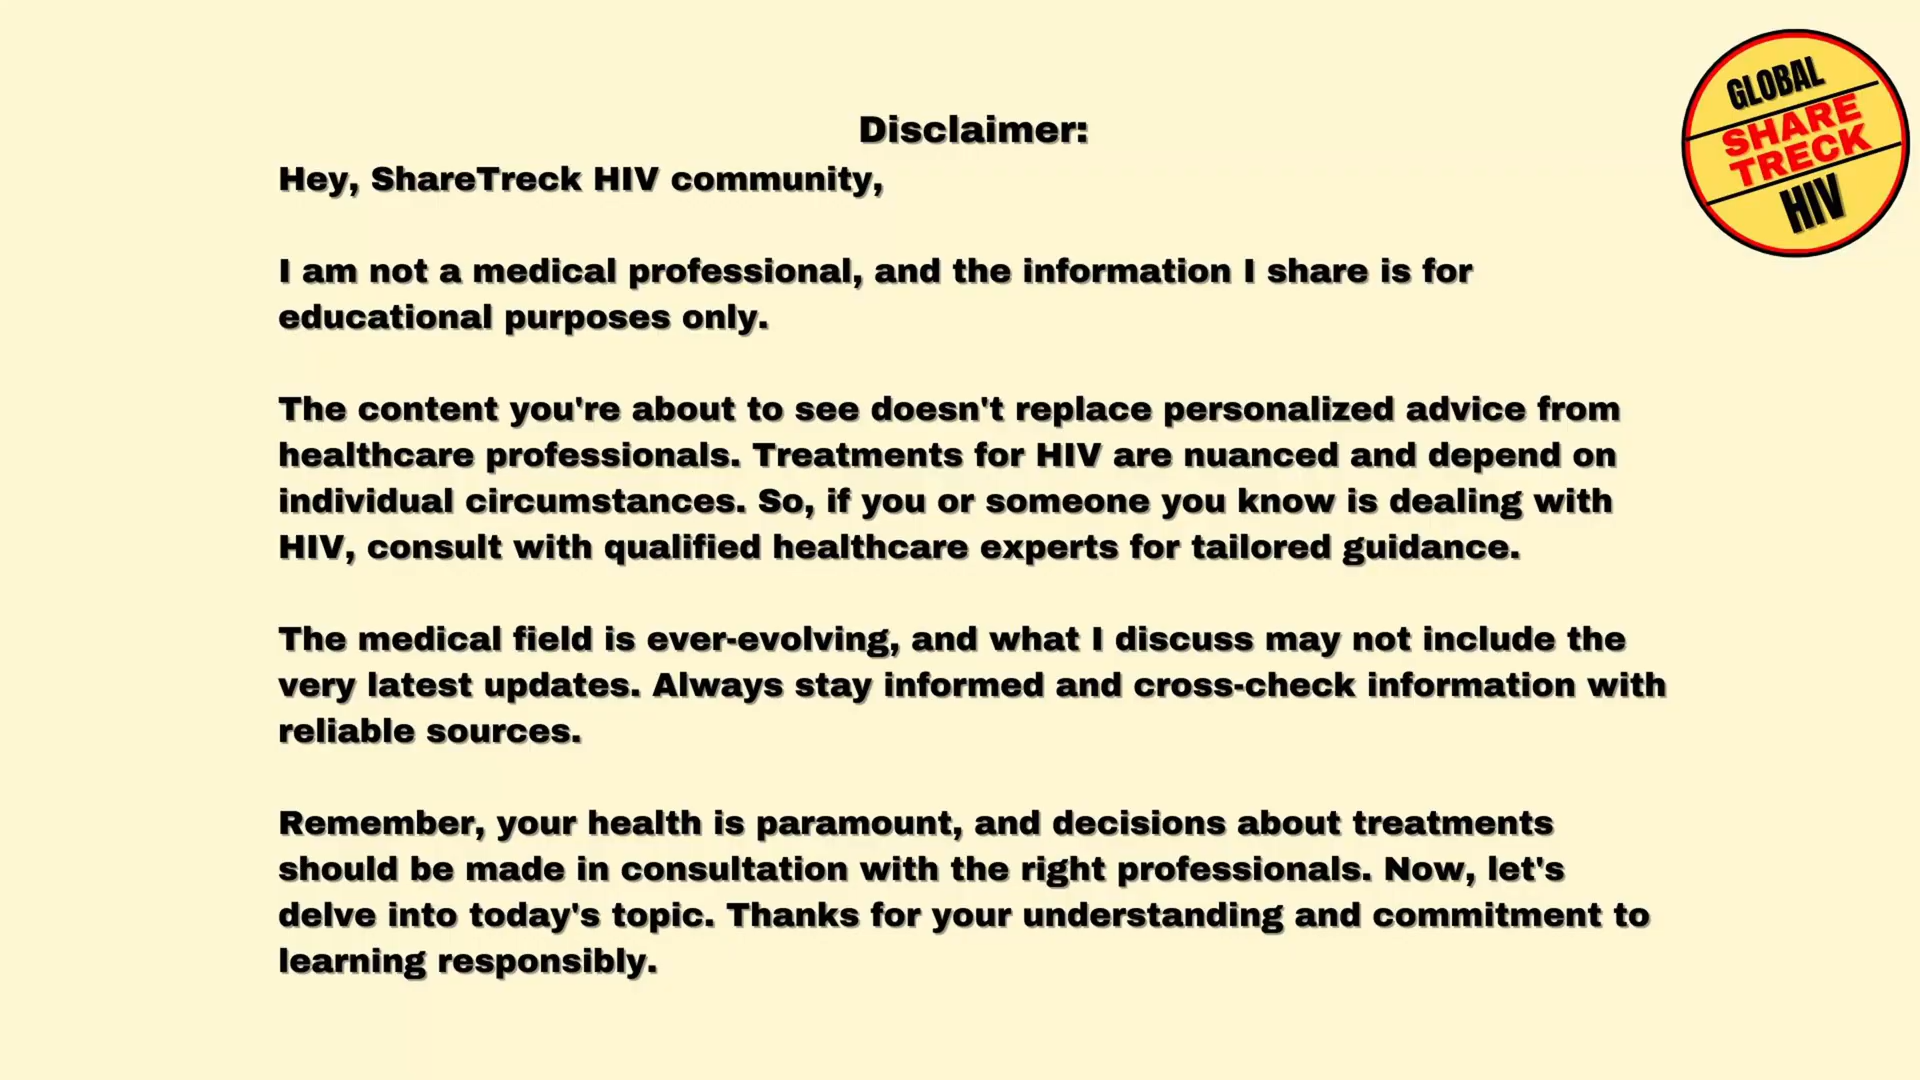 Disclaimer:
Hey, ShareTreck HIV community,
I am not a medical professional, and the information I share is for
educational purposes only.
The content you're about to see doesn't replace personalized advice from
healthcare professionals. Treatments for HIV are nuanced and depend on
individual circumstances. So, if you or someone you know is dealing with
HIV, consult with qualified healthcare experts for tailored guidance.
The medical field is ever-evolving, and what I discuss may not include the
very latest updates. Always stay informed and cross-check information with
reliable sources.
Remember, your health is paramount, and decisions about treatments
should be made in consultation with the right professionals. Now, let's
delve into today's topic. Thanks for your understanding and commitment to
learning responsibly.
GLOBAL
SHARE
TRECK
HIV